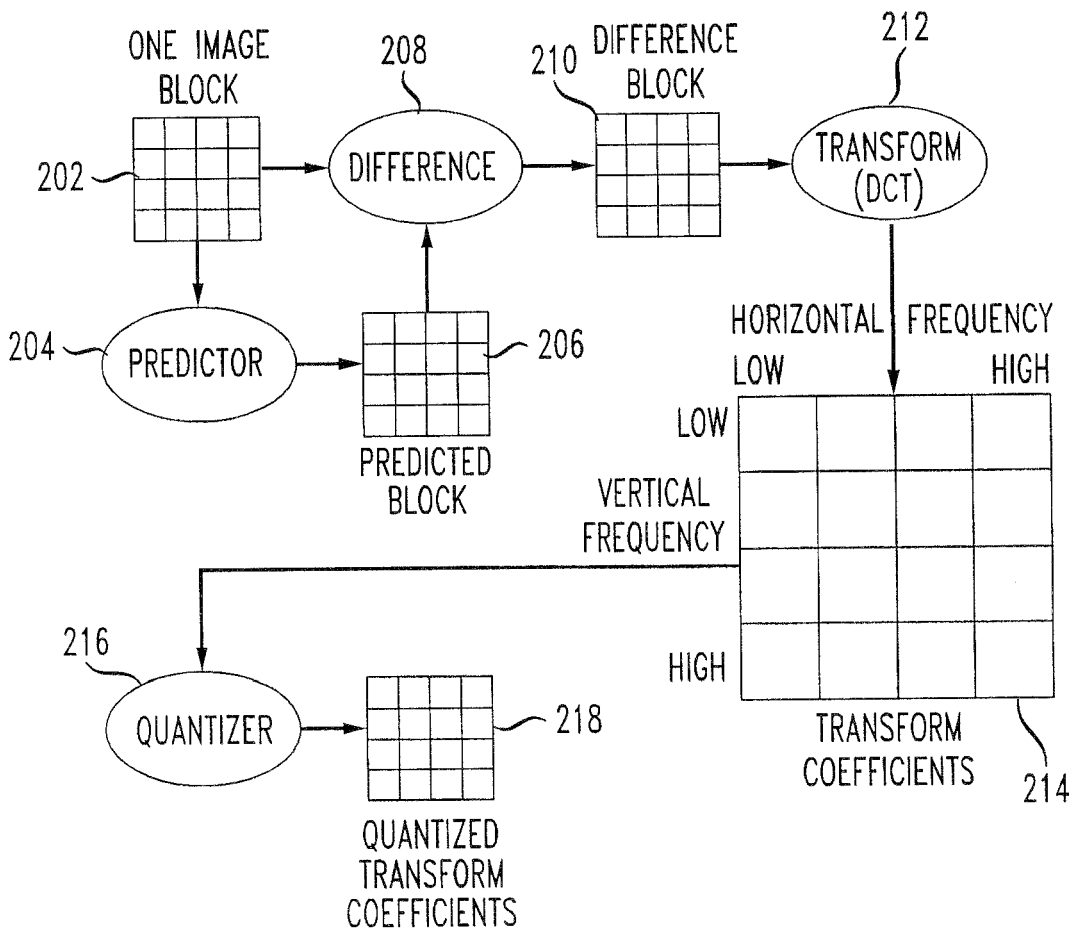 ONE IMAGE
BLOCK
202
208
DIFFERENCE
210
DIFFERENCE
BLOCK
212
TRANSFORM
(DCT)
204
PREDICTOR
206
PREDICTED
BLOCK
HORIZONTAL FREQUENCY
LOW HIGH
LOW
VERTICAL
FREQUENCY
HIGH
TRANSFORM
COEFFICIENTS
214
216
QUANTIZER
218
QUANTIZED
TRANSFORM
COEFFICIENTS